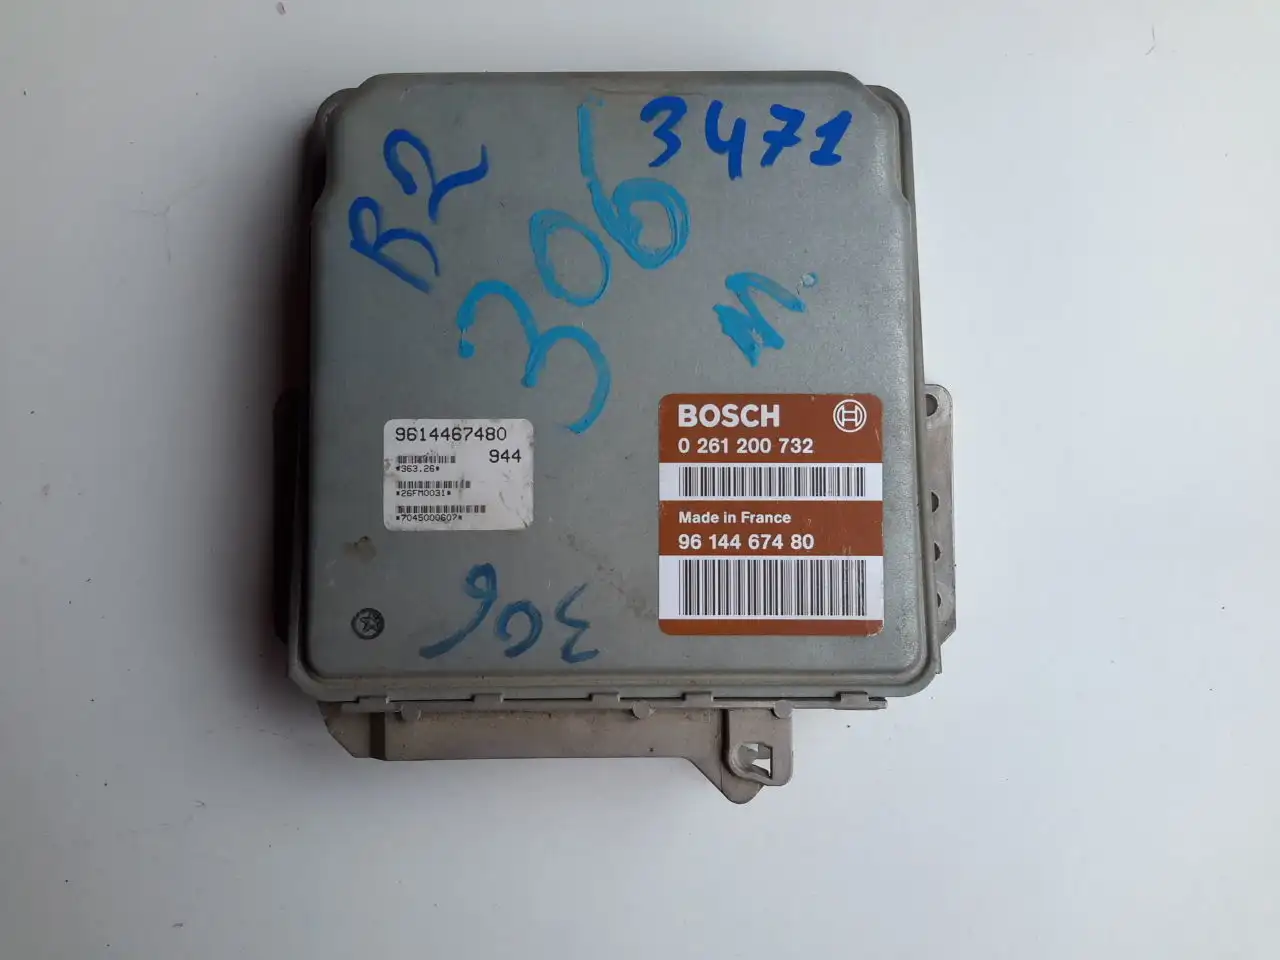 B2
306
3471
M.
BOSCH
0 261 200 732
Made in France
96 144 674 80
9614467480
944
*363.26*
*26FM0031*
*7045000607*
306